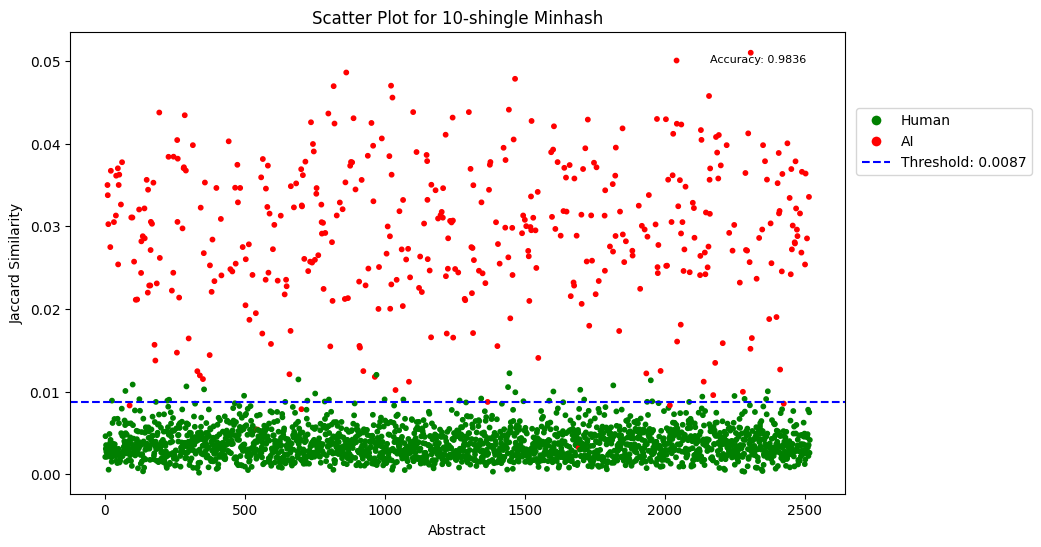 Scatter Plot for 10-shingle Minhash
Accuracy: 0.9836
Human
AI
Threshold: 0.0087
Jaccard Similarity
0.05
0.04
0.03
0.02
0.01
0.00
0
500
1000
1500
2000
2500
Abstract